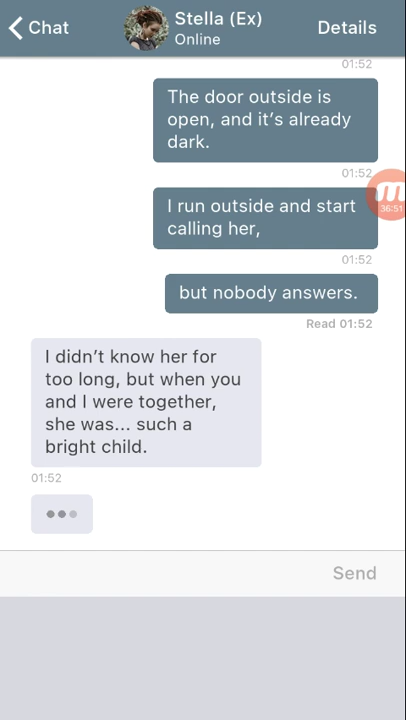 Chat
Stella (Ex)
Online
Details
01:52
The door outside is
open, and it’s already
dark.
01:52
m
36:51
I run outside and start
calling her,
01:52
but nobody answers.
Read 01:52
I didn’t know her for
too long, but when you
and I were together,
she was... such a
bright child.
01:52
Send